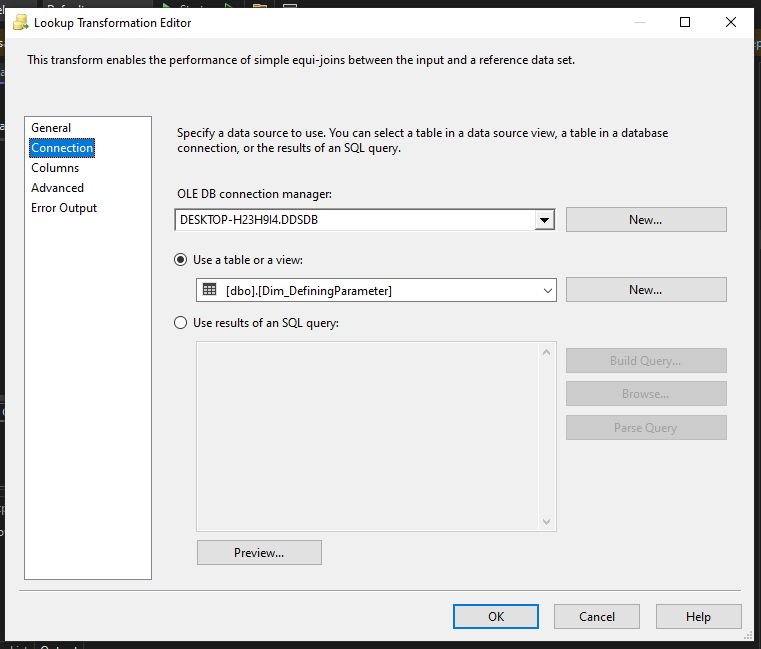 Lookup Transformation Editor
This transform enables the performance of simple equi-joins between the input and a reference data set.
General
Connection
Columns
Advanced
Error Output
Specify a data source to use. You can select a table in a data source view, a table in a database
connection, or the results of an SQL query.
OLE DB connection manager:
DESKTOP-H23H9I4.DDSDB
New...
Use a table or a view:
[dbo].[Dim_DefiningParameter]
New...
Use results of an SQL query:
Build Query...
Browse...
Parse Query
Preview...
OK
Cancel
Help